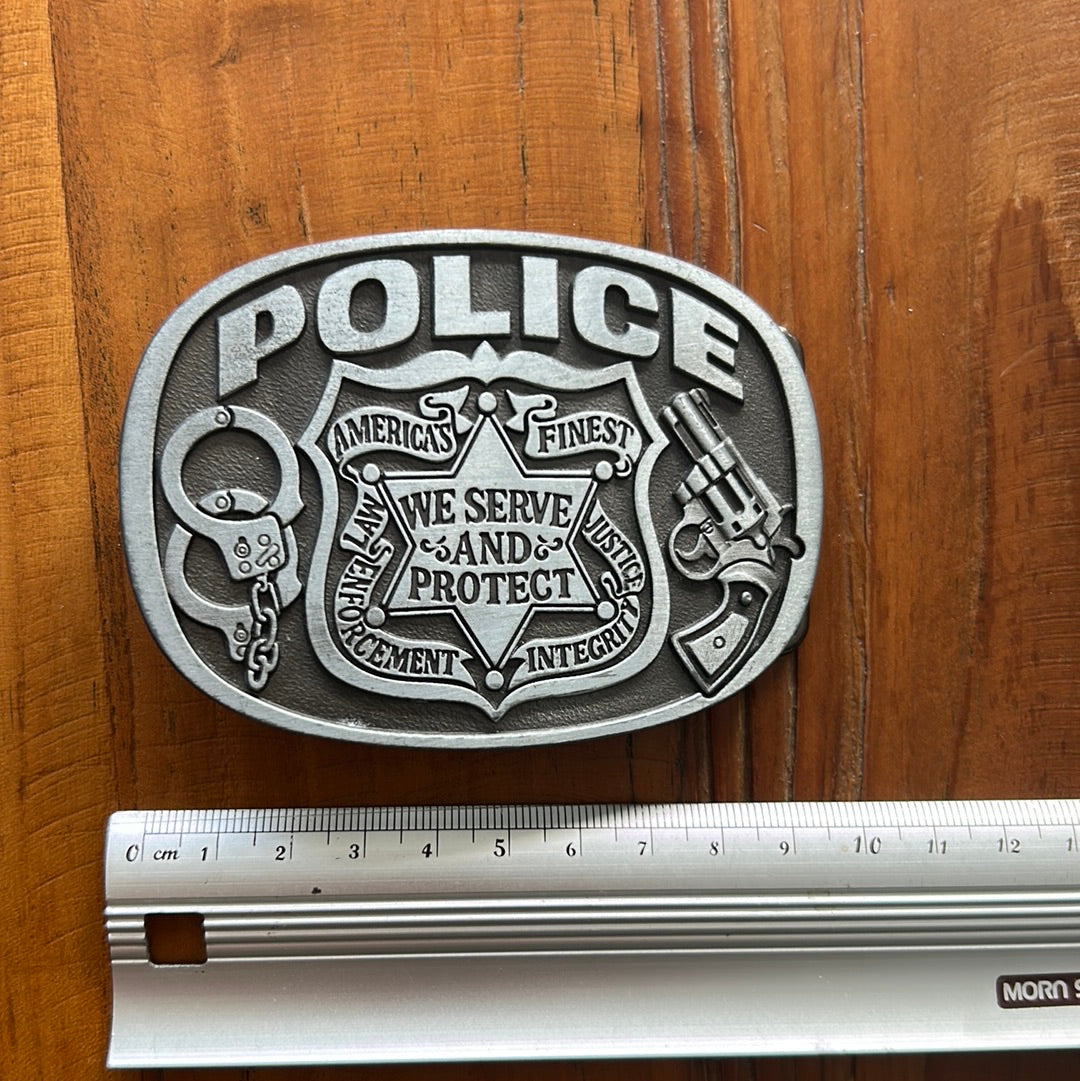 POLICE
AMERICA'S FINEST
WE SERVE
AND
PROTECT
LAW ENFORCEMENT
JUSTICE
INTEGRITY
0 cm 1 2 3 4 5 6 7 8 9 10 11 12
MORN